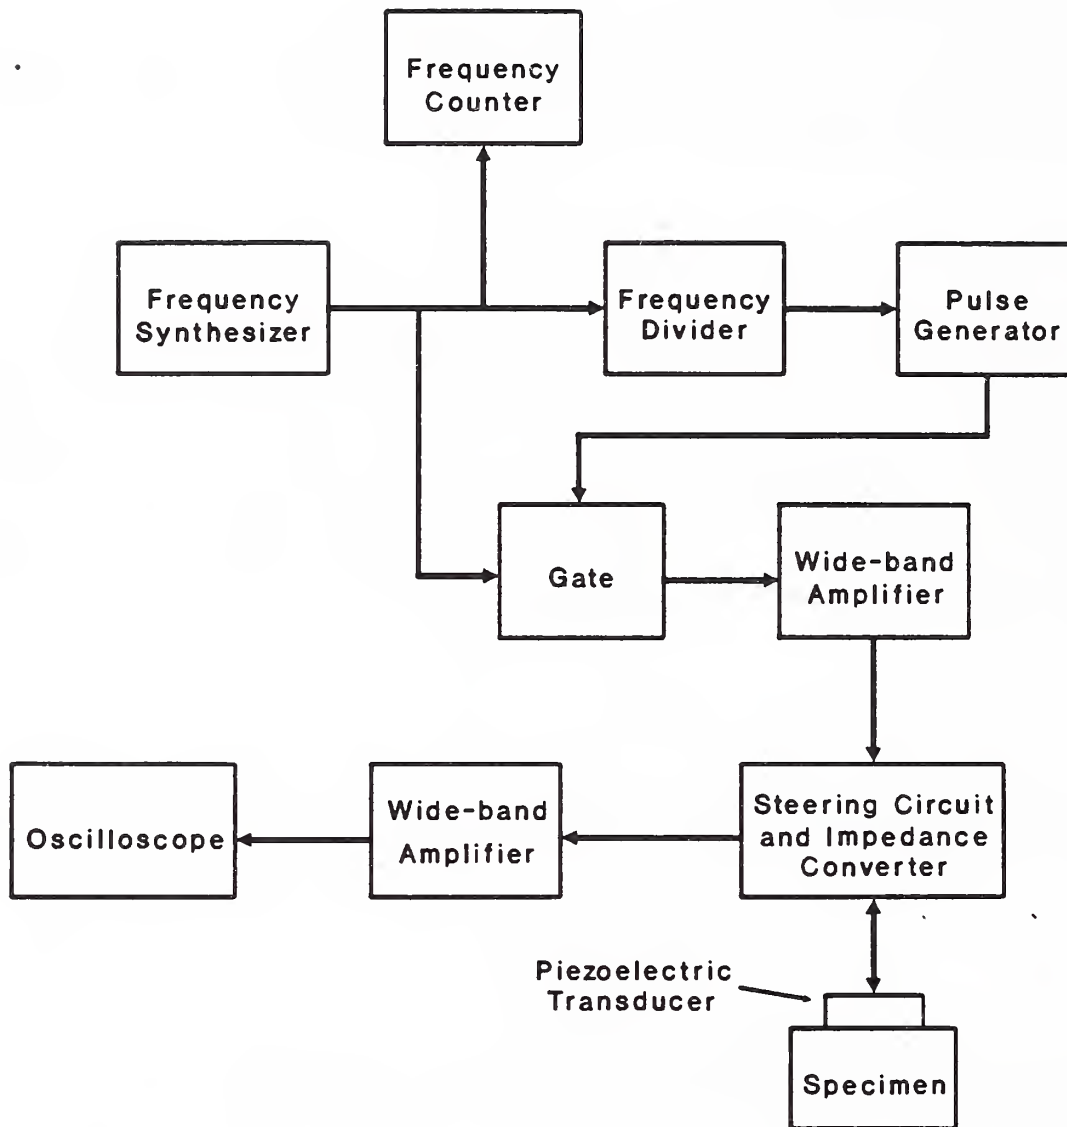 Frequency
Counter
Frequency
Synthesizer
Frequency
Divider
Pulse
Generator
Gate
Wide-band
Amplifier
Oscilloscope
Wide-band
Amplifier
Steering Circuit
and Impedance
Converter
Piezoelectric
Transducer
Specimen